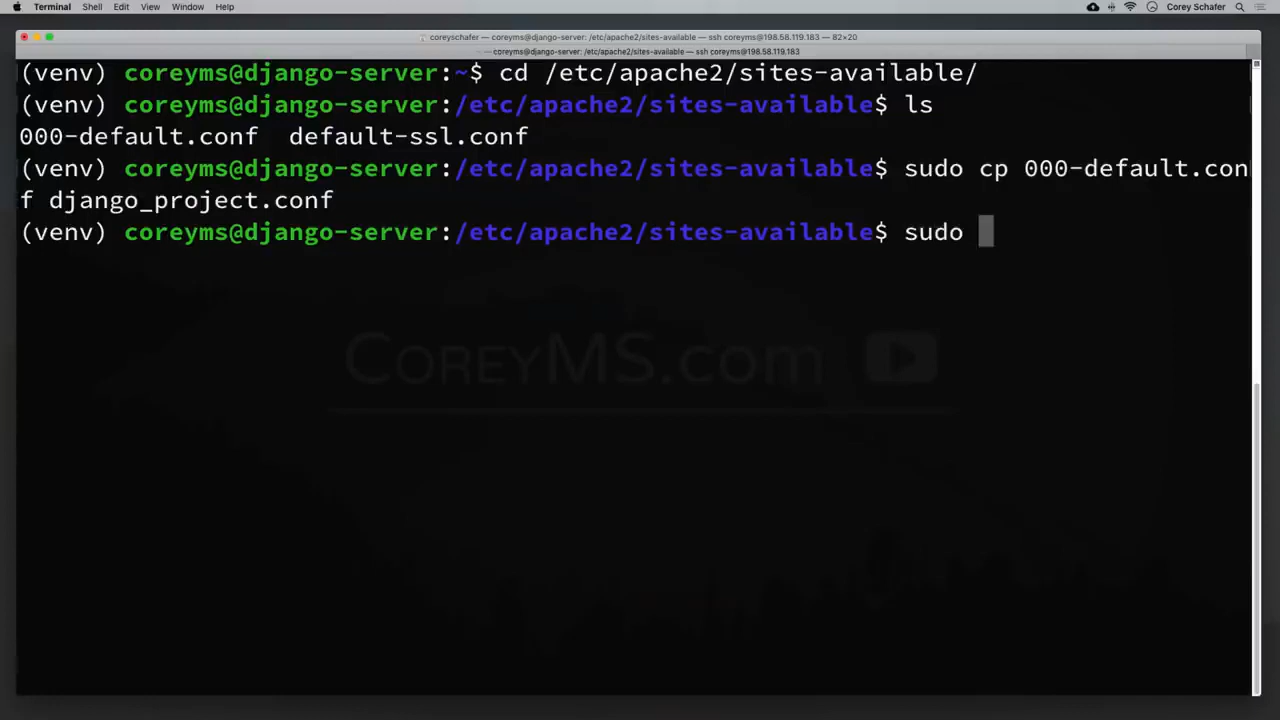 Terminal Shell Edit View Window Help Corey Schafer
coreyschafer — coreyms@django-server: /etc/apache2/sites-available — ssh coreyms@198.58.119.183 — 82×20
coreyms@django-server: /etc/apache2/sites-available — ssh coreyms@198.58.119.183
(venv) coreyms@django-server:~$ cd /etc/apache2/sites-available/
(venv) coreyms@django-server:/etc/apache2/sites-available$ ls
000-default.conf  default-ssl.conf
(venv) coreyms@django-server:/etc/apache2/sites-available$ sudo cp 000-default.con
f django_project.conf
(venv) coreyms@django-server:/etc/apache2/sites-available$ sudo
CoreyMS.com